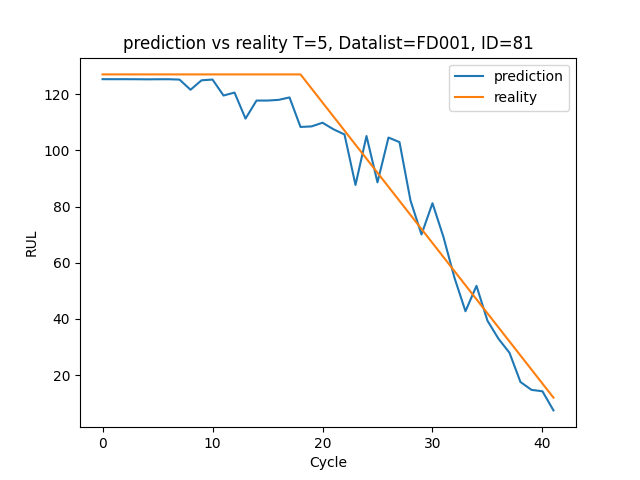 prediction vs reality T=5, Datalist=FD001, ID=81
prediction
reality
120
100
80
60
40
20
RUL
0 10 20 30 40
Cycle